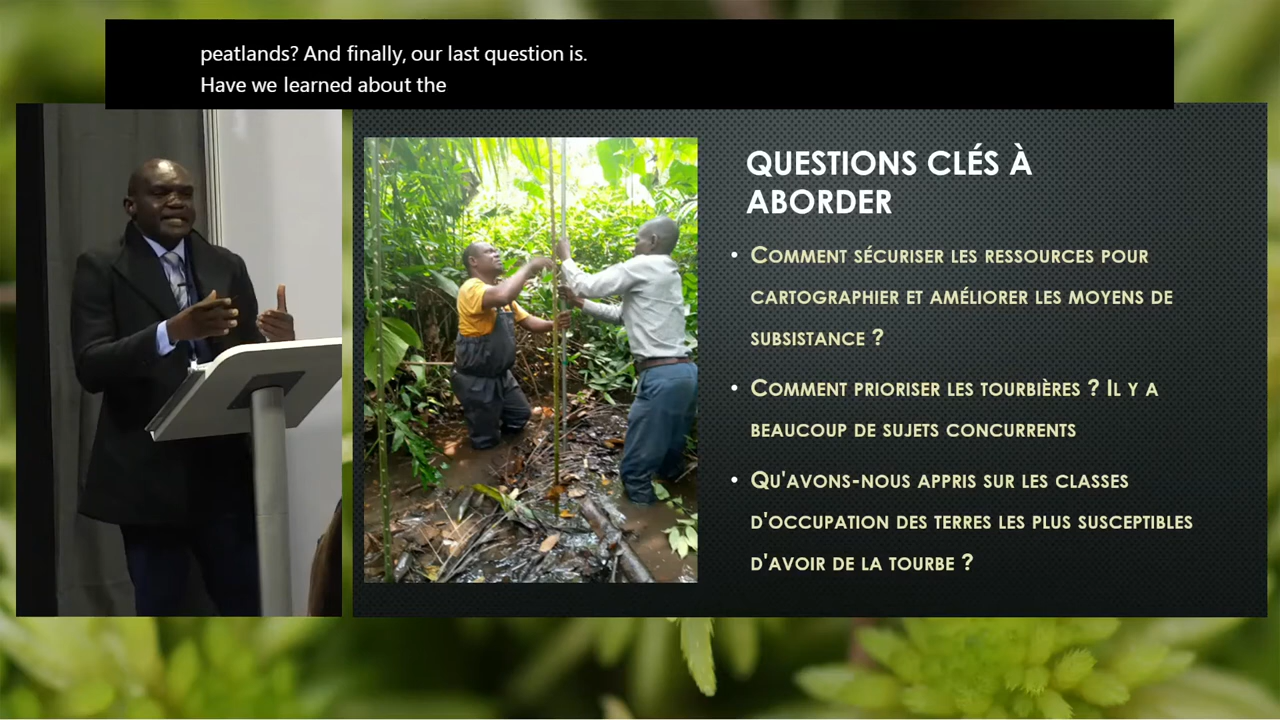 peatlands? And finally, our last question is.
Have we learned about the
QUESTIONS CLÉS À
ABORDER
• COMMENT SÉCURISER LES RESSOURCES POUR
CARTOGRAPHIER ET AMÉLIORER LES MOYENS DE
SUBSISTANCE ?
• COMMENT PRIORISER LES TOURBIÈRES ? IL Y A
BEAUCOUP DE SUJETS CONCURRENTS
• QU'AVONS-NOUS APPRIS SUR LES CLASSES
D'OCCUPATION DES TERRES LES PLUS SUSCEPTIBLES
D'AVOIR DE LA TOURBE ?